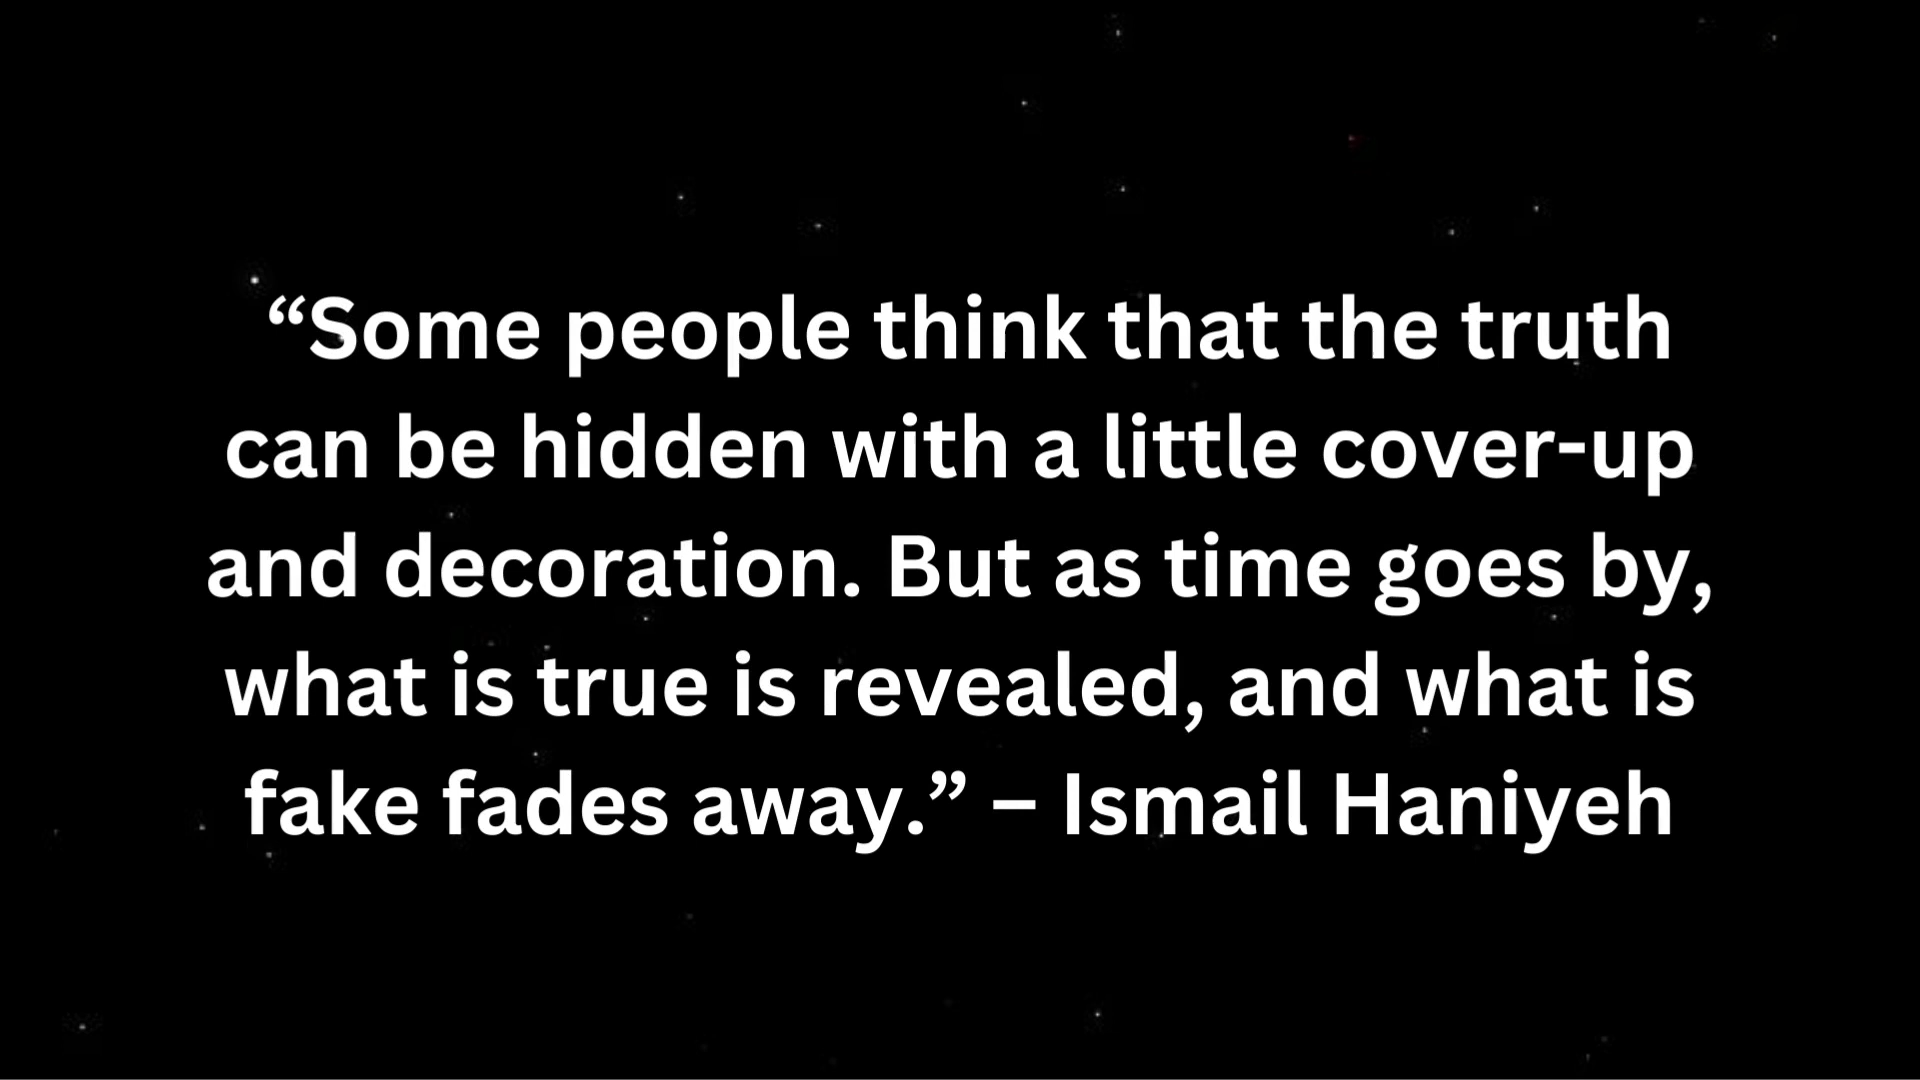 “Some people think that the truth
can be hidden with a little cover-up
and decoration. But as time goes by,
what is true is revealed, and what is
fake fades away.” – Ismail Haniyeh